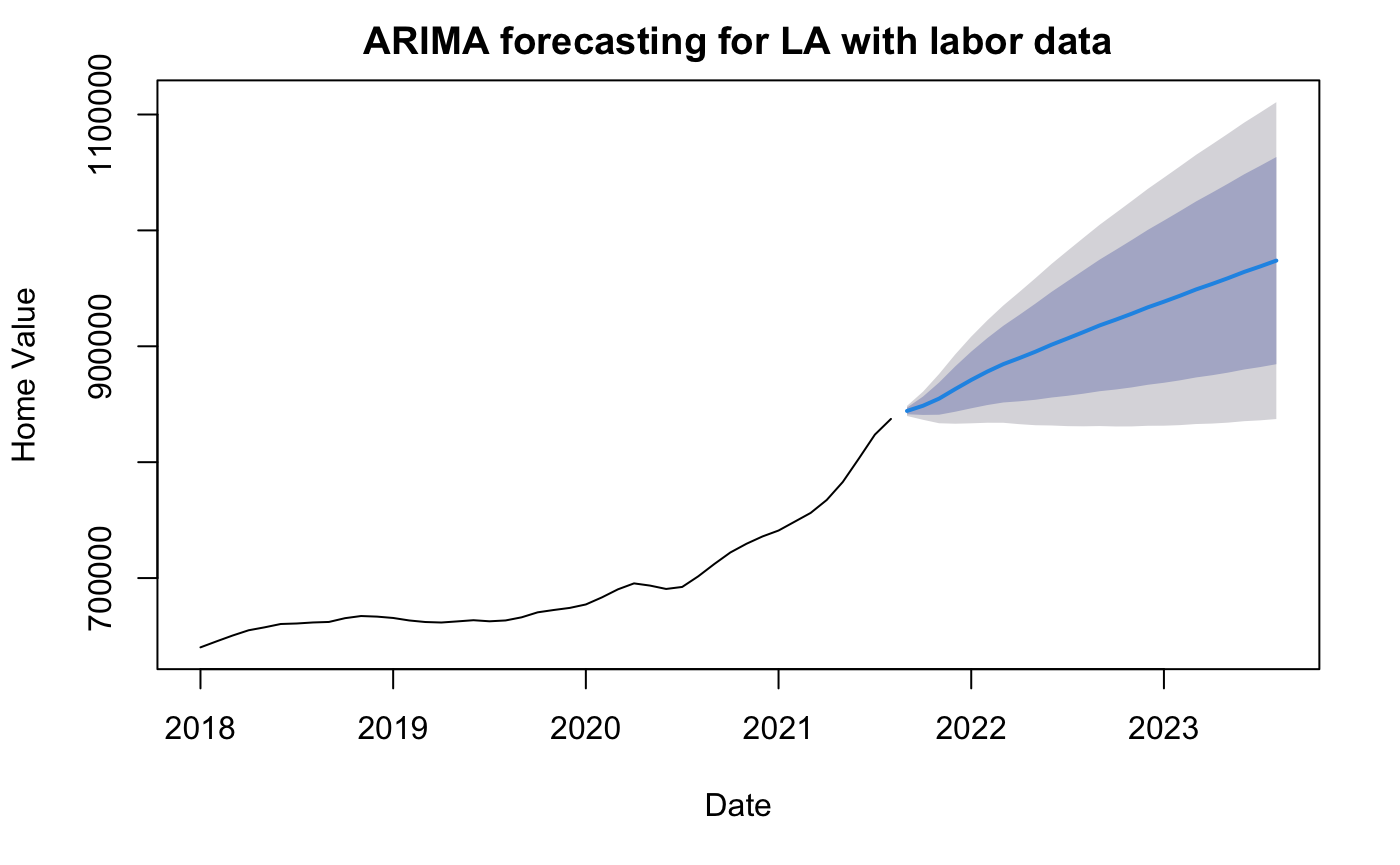 ARIMA forecasting for LA with labor data
Home Value
1100000
900000
700000
2018 2019 2020 2021 2022 2023
Date